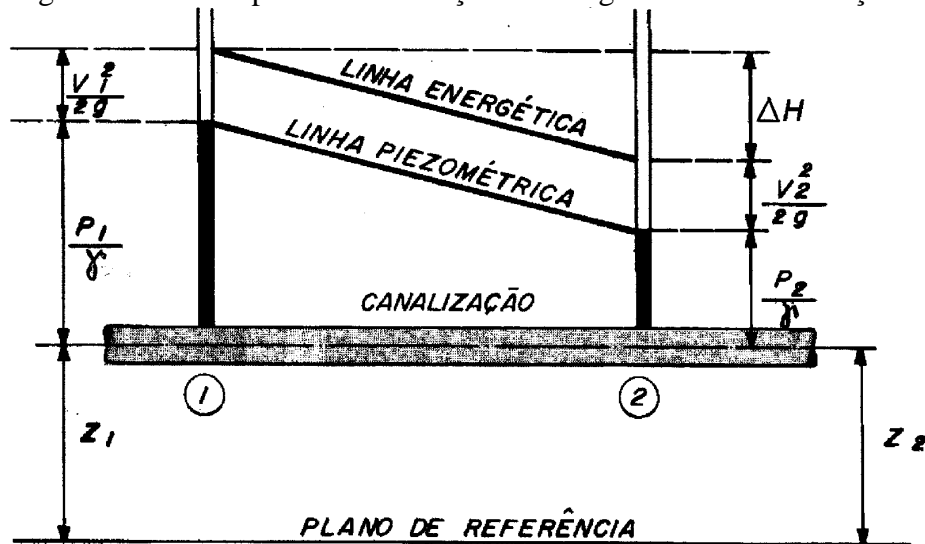 LINHA ENERGÉTICA
LINHA PIEZOMÉTRICA
V1²/2g
ΔH
V2²/2g
P1/γ
P2/γ
CANALIZAÇÃO
1
2
Z1
Z2
PLANO DE REFERÊNCIA